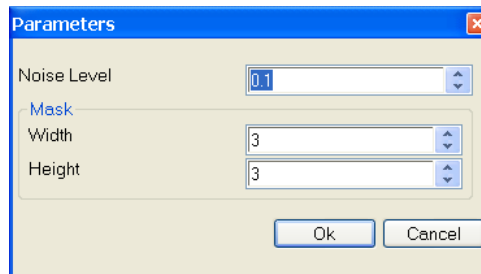 Parameters
Noise Level 0.1
Mask
Width 3
Height 3
Ok Cancel